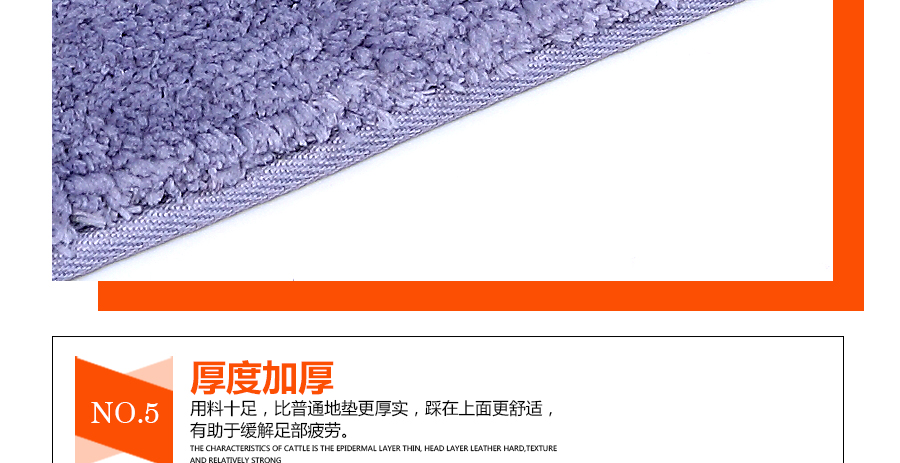 厚度加厚
NO.5
用料十足，比普通地垫更厚实，踩在上面更舒适，
有助于缓解足部疲劳。
THE CHARACTERISTICS OF CATTLE IS THE EPIDERMAL LAYER THIN, HEAD LAYER LEATHER HARD,TEXTURE
AND RELATIVELY STRONG